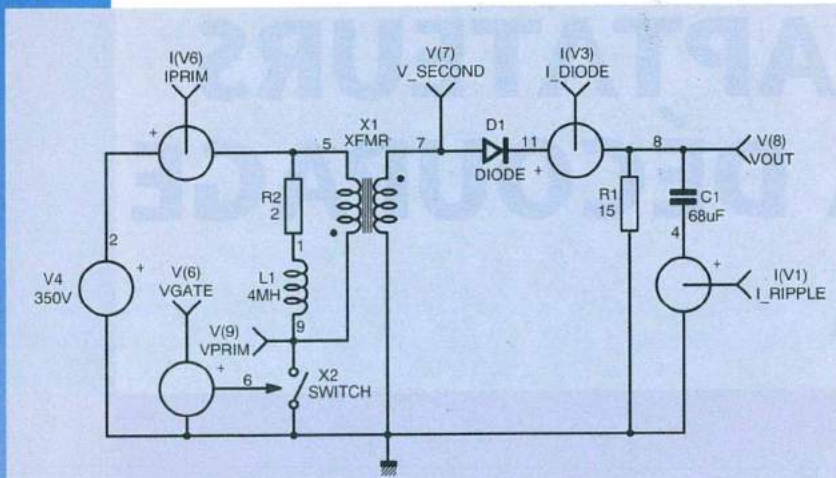 APTATEURS
DÉCOUPAGE
I(V6)
IPRIM
V(7)
V_SECOND
I(V3)
I_DIODE
X1
XFMR
5
7
D1
DIODE
11
+
8
V(8)
VOUT
+
R2
2
R1
15
C1
68uF
4
2
1
V4
350V
+
V(6)
VGATE
L1
4MH
9
V(9)
VPRIM
+
I(V1)
I_RIPPLE
+
6
X2
SWITCH